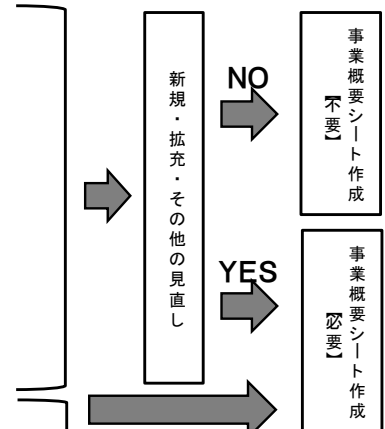 新規・拡充・その他の見直し
NO
事業概要シート作成
【不要】
YES
事業概要シート作成
【必要】